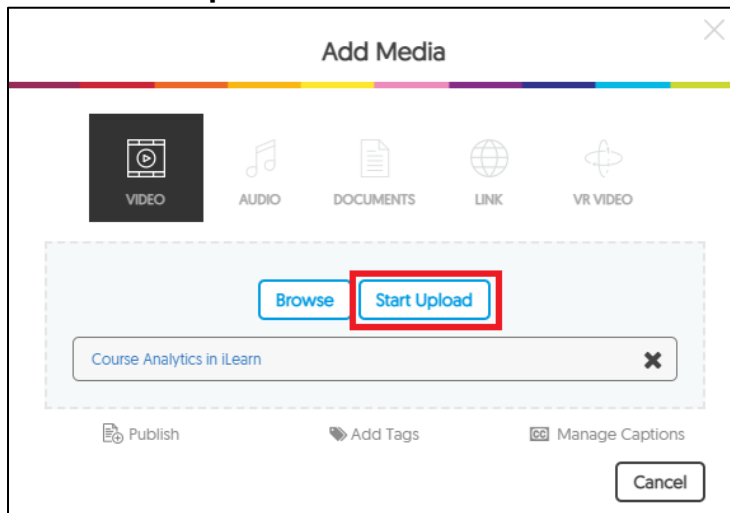 Add Media
VIDEO AUDIO DOCUMENTS LINK VR VIDEO
Browse Start Upload
Course Analytics in iLearn
Publish Add Tags CC Manage Captions
Cancel